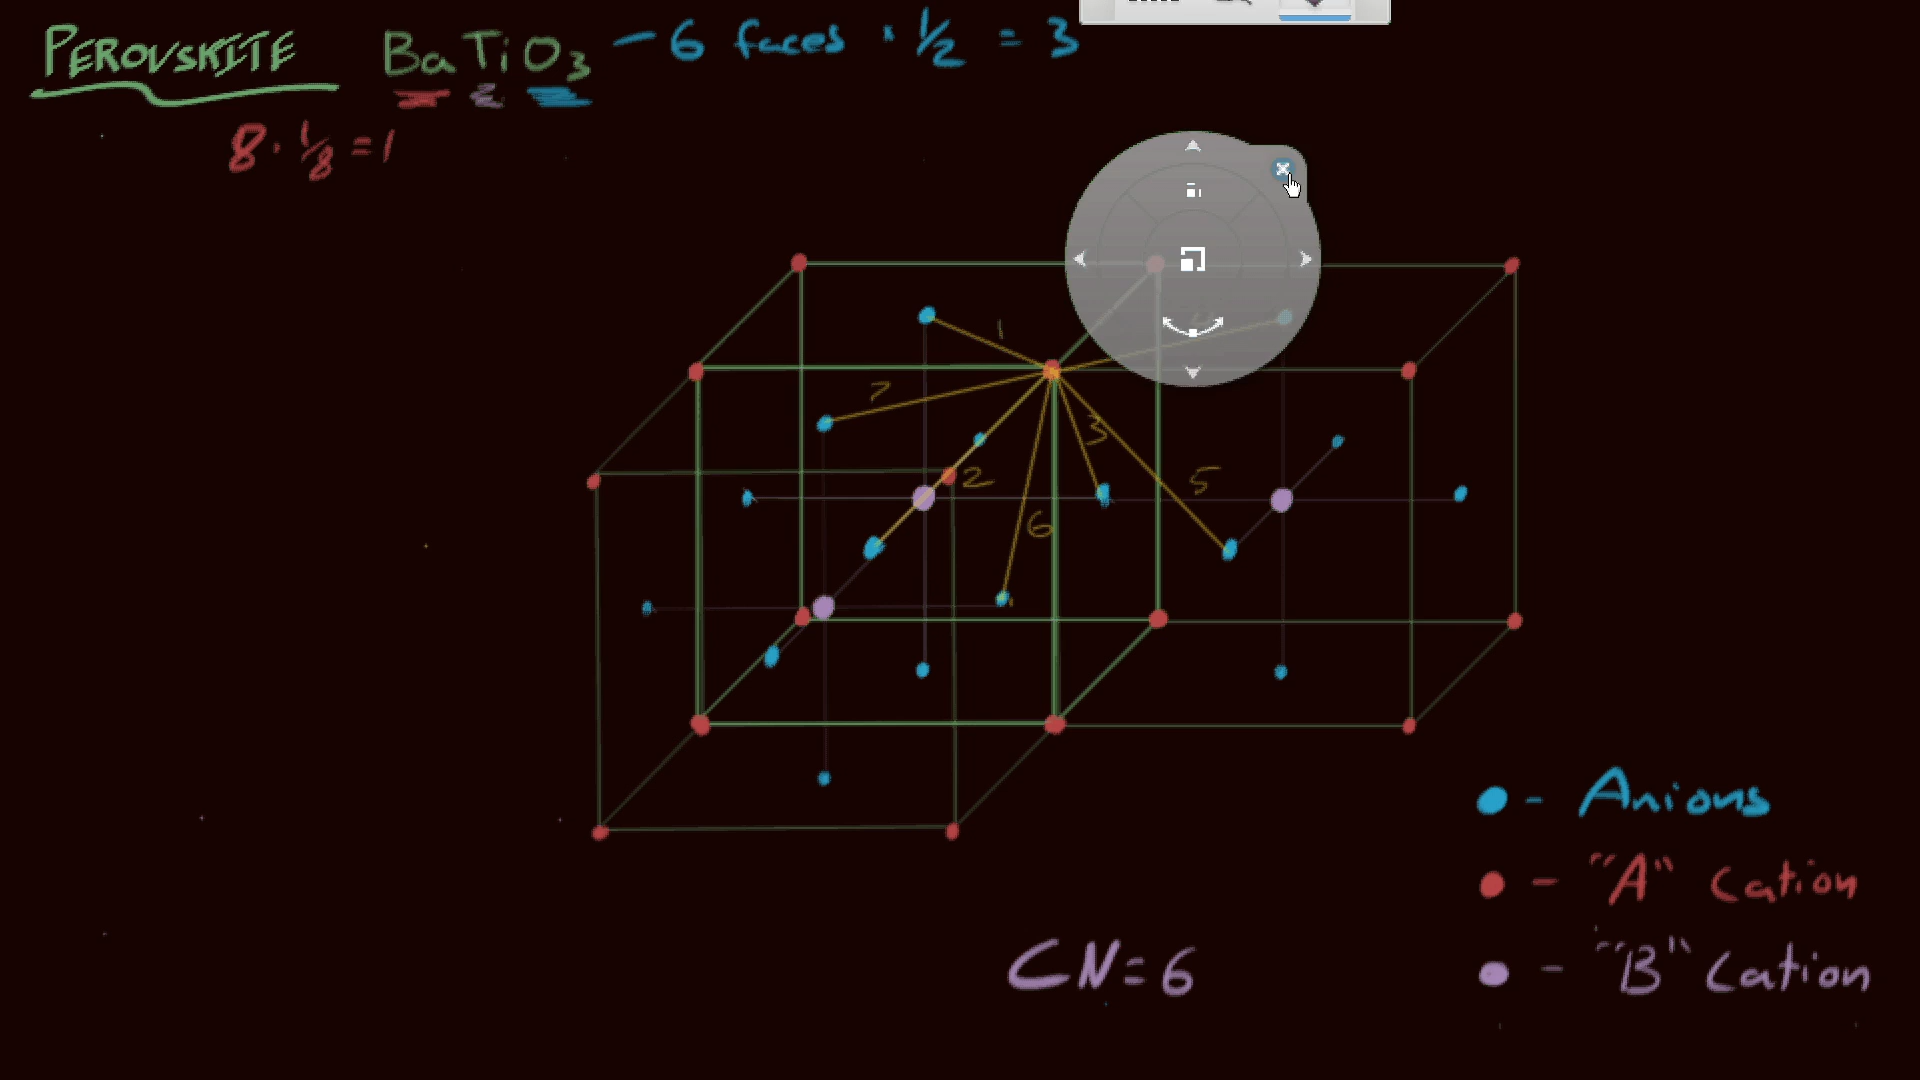 PEROVSKITE BaTiO3 - 6 faces · 1/2 = 3
8 · 1/8 = 1
1
7
3
2
5
6
- Anions
- "A" Cation
CN = 6
- "B" Cation